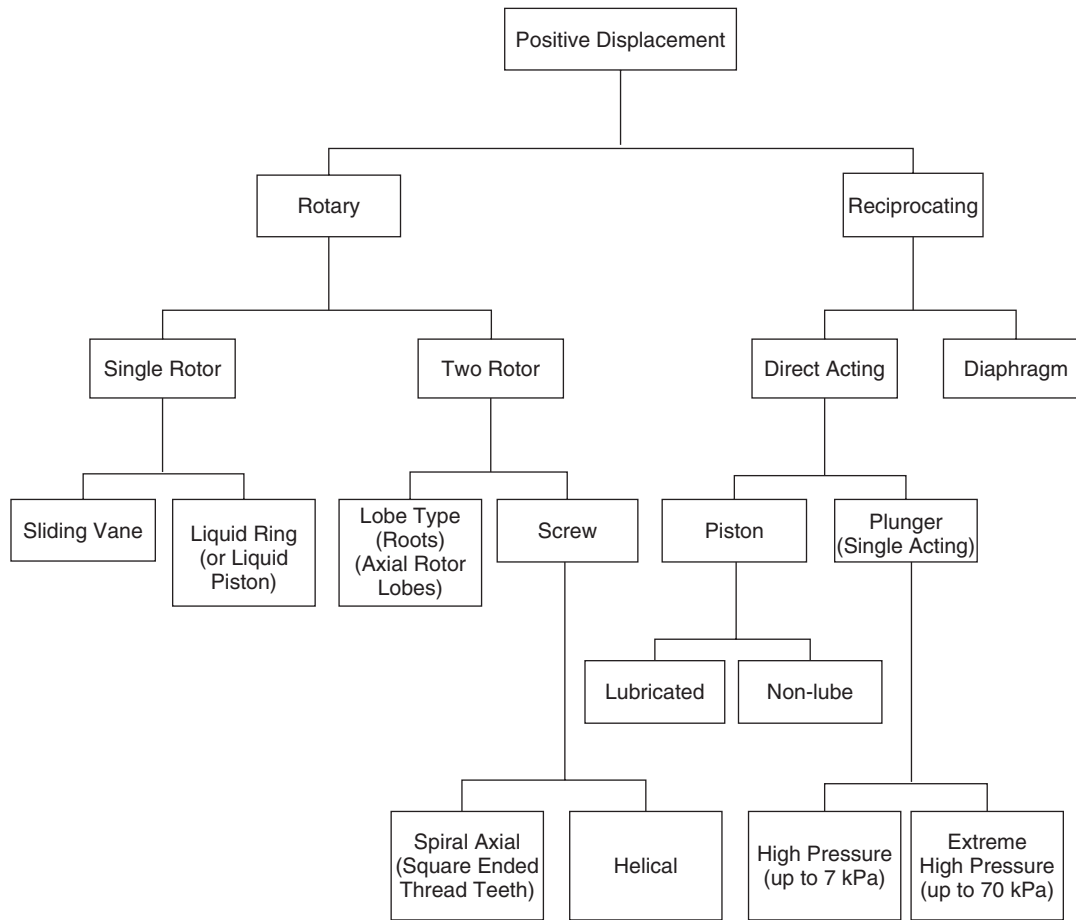 Positive Displacement
Rotary
Reciprocating
Single Rotor
Two Rotor
Direct Acting
Diaphragm
Sliding Vane
Liquid Ring
(or Liquid
Piston)
Lobe Type
(Roots)
(Axial Rotor
Lobes)
Screw
Piston
Plunger
(Single Acting)
Lubricated
Non-lube
Spiral Axial
(Square Ended
Thread Teeth)
Helical
High Pressure
(up to 7 kPa)
Extreme
High Pressure
(up to 70 kPa)